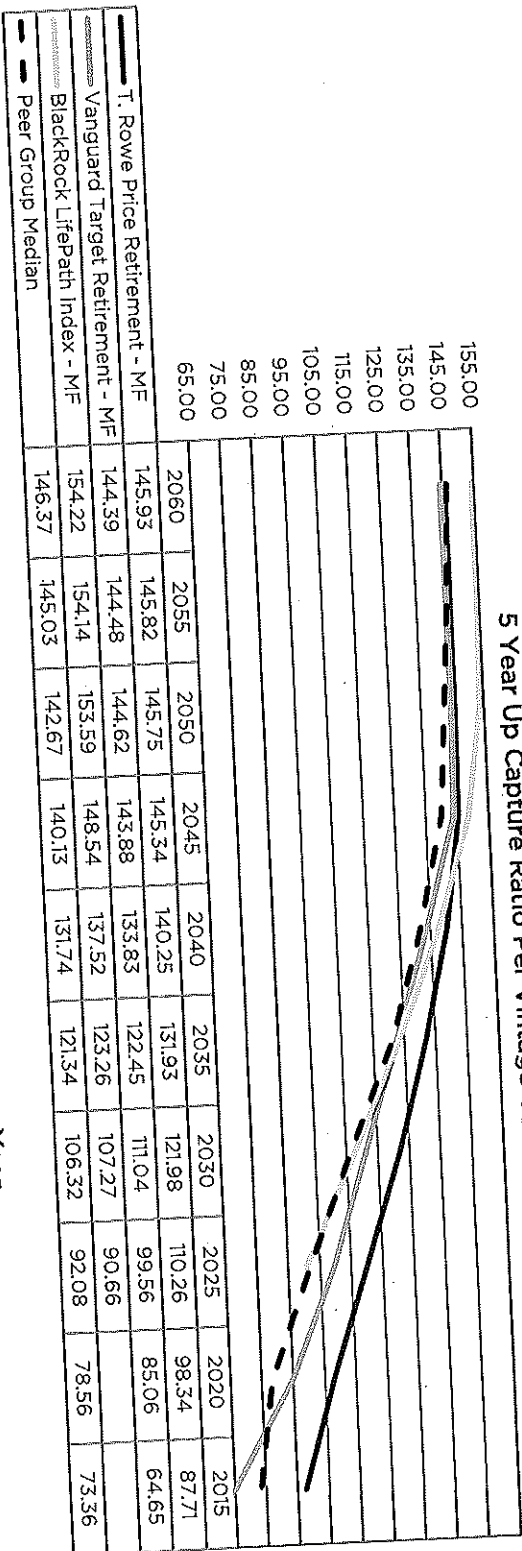 5 Year Up Capture Ratio Per Vintage
155.00
145.00
135.00
125.00
115.00
105.00
95.00
85.00
75.00
65.00
2060 2055 2050 2045 2040 2035 2030 2025 2020 2015
T. Rowe Price Retirement - MF 145.93 145.82 145.75 145.34 140.25 131.93 121.98 110.26 98.34 87.71
Vanguard Target Retirement - MF 144.39 144.48 144.62 143.88 133.83 122.45 111.04 99.56 85.06 64.65
BlackRock LifePath Index - MF 154.22 154.14 153.59 148.54 137.52 123.26 107.27 90.66
Peer Group Median 146.37 145.03 142.67 140.13 131.74 121.34 106.32 92.08 78.56 73.36